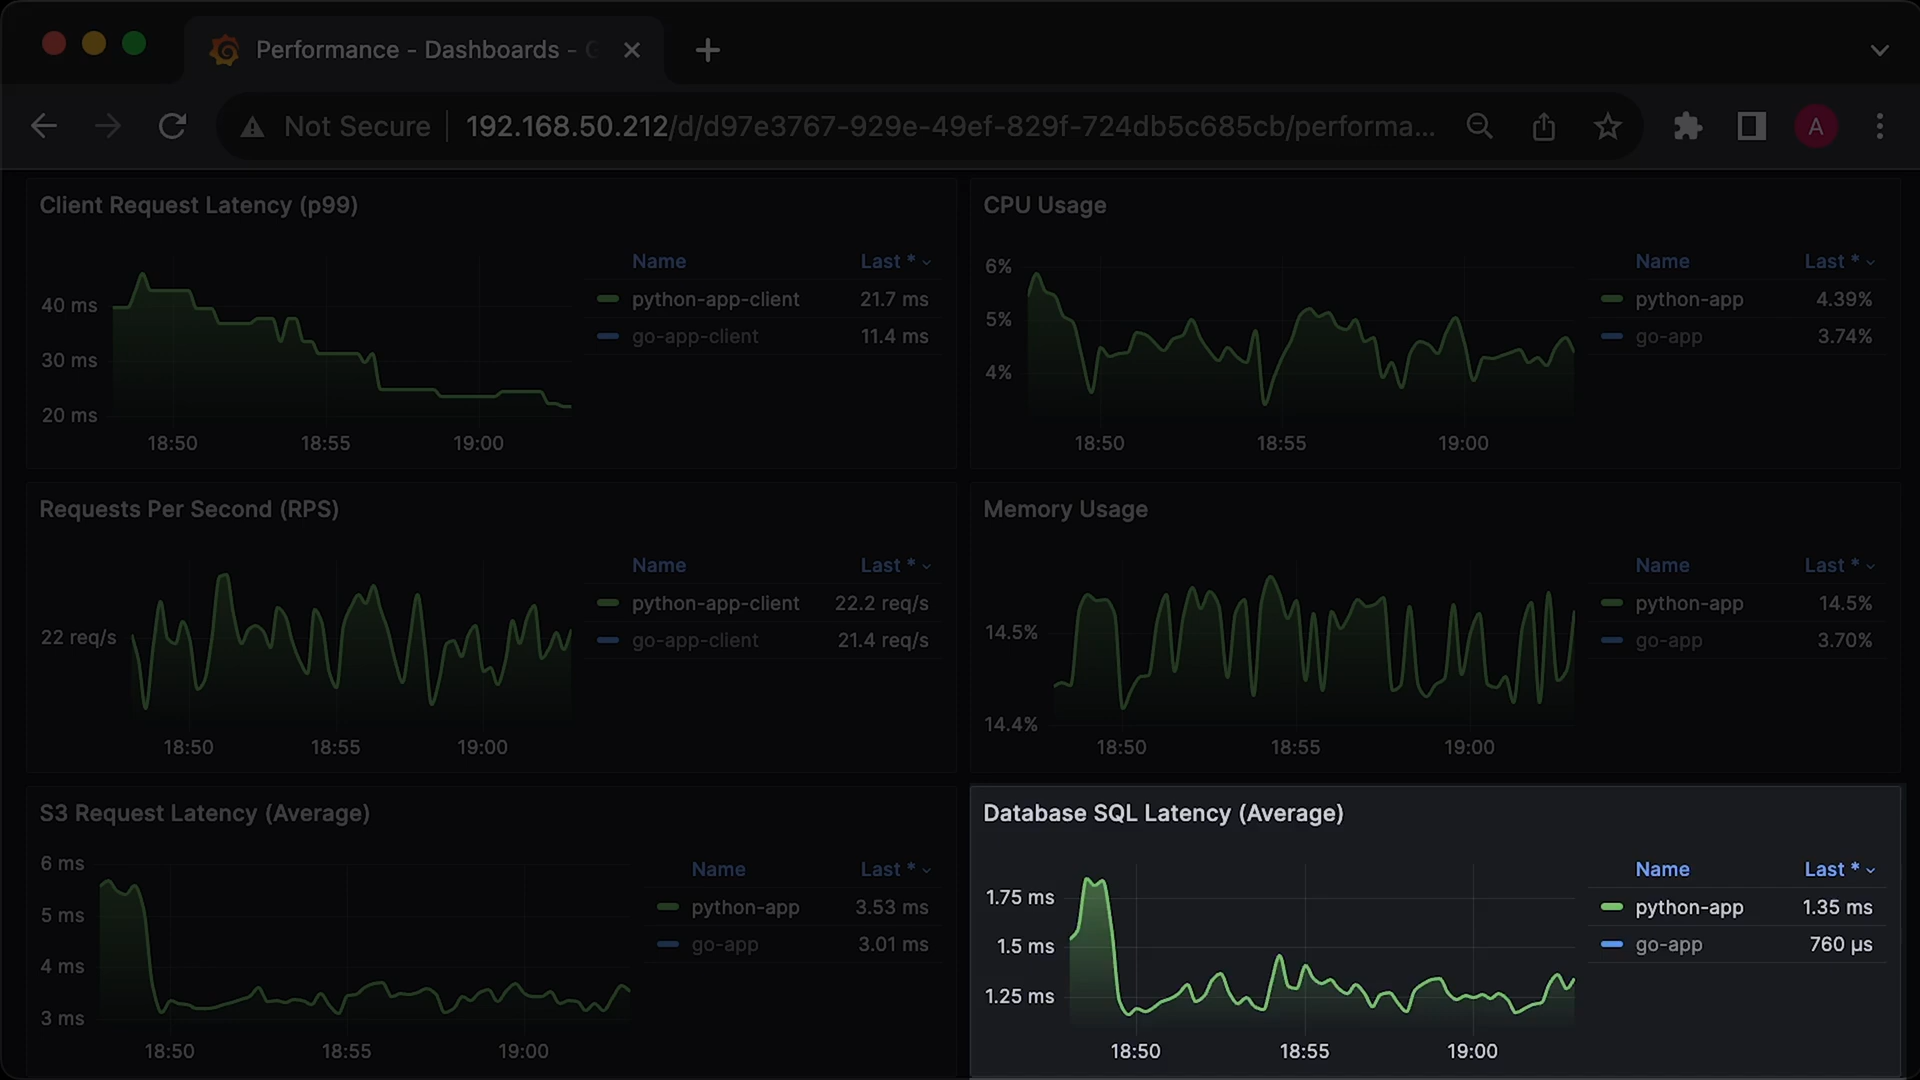 Performance - Dashboards - G
Not Secure
192.168.50.212/d/d97e3767-929e-49ef-829f-724db5c685cb/performa...
A
Client Request Latency (p99)
Name Last *
python-app-client 21.7 ms
go-app-client 11.4 ms
40 ms
30 ms
20 ms
18:50 18:55 19:00
CPU Usage
Name Last *
python-app 4.39%
go-app 3.74%
6%
5%
4%
18:50 18:55 19:00
Requests Per Second (RPS)
Name Last *
python-app-client 22.2 req/s
go-app-client 21.4 req/s
22 req/s
18:50 18:55 19:00
Memory Usage
Name Last *
python-app 14.5%
go-app 3.70%
14.5%
14.4%
18:50 18:55 19:00
S3 Request Latency (Average)
Name Last *
python-app 3.53 ms
go-app 3.01 ms
6 ms
5 ms
4 ms
3 ms
18:50 18:55 19:00
Database SQL Latency (Average)
Name Last *
python-app 1.35 ms
go-app 760 µs
1.75 ms
1.5 ms
1.25 ms
18:50 18:55 19:00